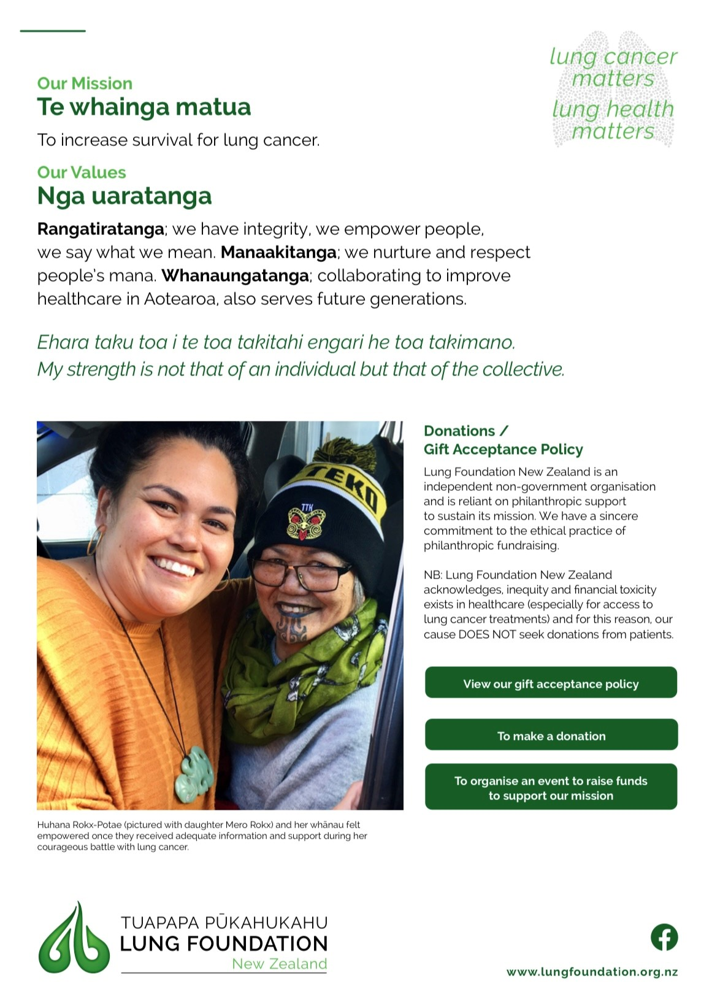 lung cancer
matters
lung health
matters
Our Mission
Te whainga matua
To increase survival for lung cancer.
Our Values
Nga uaratanga
Rangatiratanga; we have integrity, we empower people,
we say what we mean. Manaakitanga; we nurture and respect
people's mana. Whanaungatanga; collaborating to improve
healthcare in Aotearoa, also serves future generations.
Ehara taku toa i te toa takitahi engari he toa takimano.
My strength is not that of an individual but that of the collective.
TEKO
TTK
Huhana Rokx-Potae (pictured with daughter Mero Rokx) and her whānau felt
empowered once they received adequate information and support during her
courageous battle with lung cancer.
Donations /
Gift Acceptance Policy
Lung Foundation New Zealand is an
independent non-government organisation
and is reliant on philanthropic support
to sustain its mission. We have a sincere
commitment to the ethical practice of
philanthropic fundraising.
NB: Lung Foundation New Zealand
acknowledges, inequity and financial toxicity
exists in healthcare (especially for access to
lung cancer treatments) and for this reason, our
cause DOES NOT seek donations from patients.
View our gift acceptance policy
To make a donation
To organise an event to raise funds
to support our mission
TUAPAPA PŪKAHUKAHU
LUNG FOUNDATION
New Zealand
www.lungfoundation.org.nz